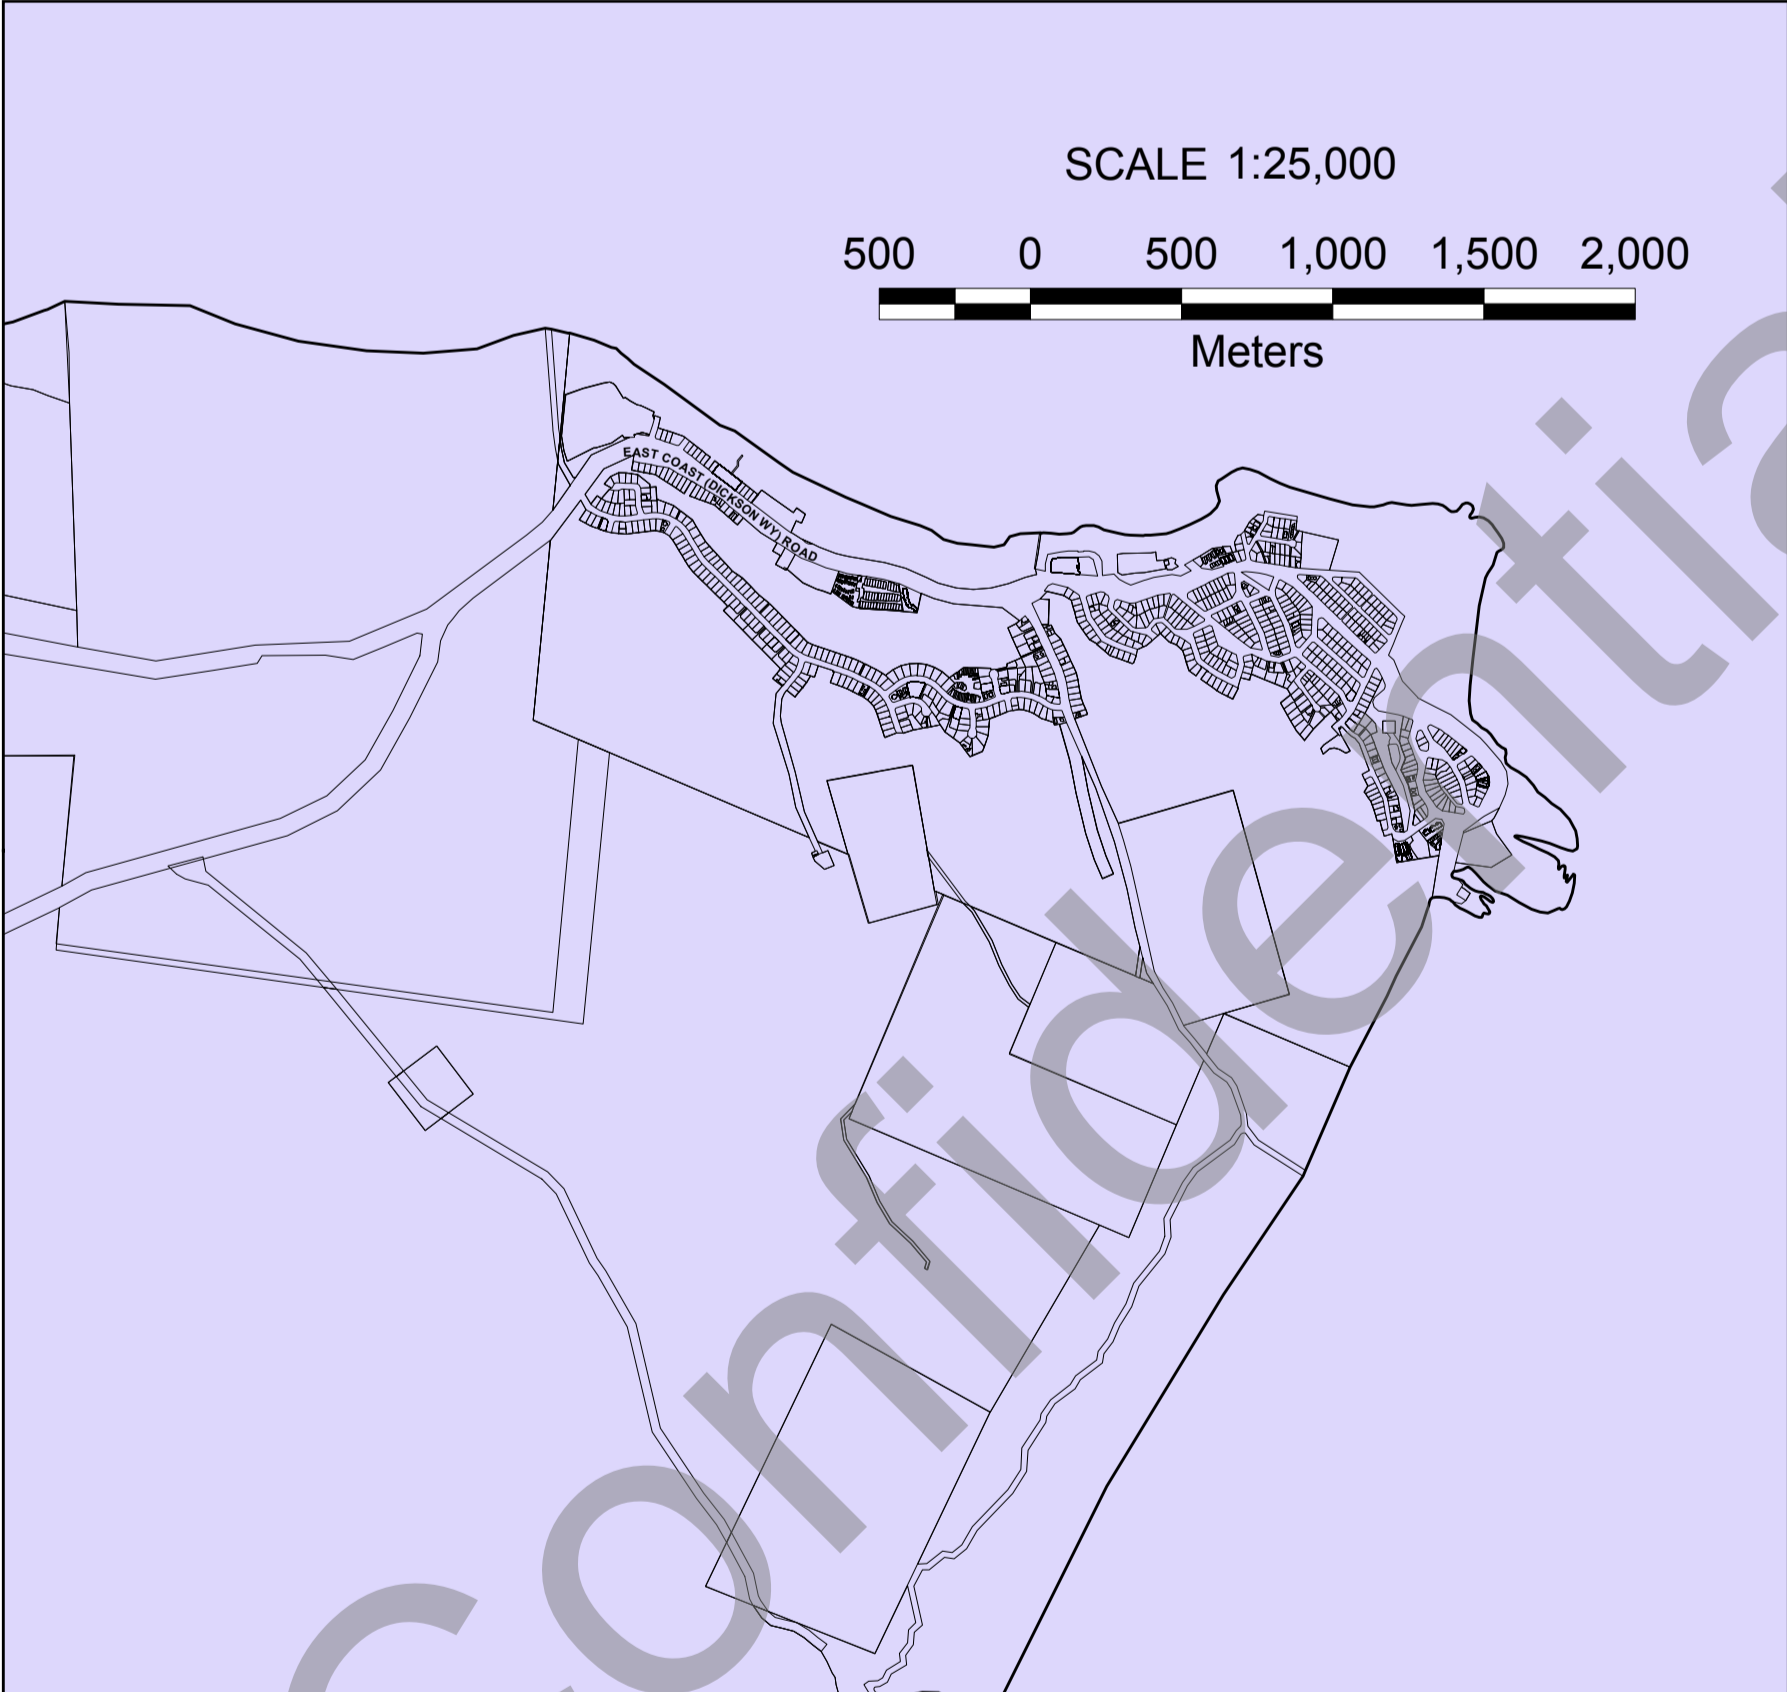 SCALE 1:25,000
500 0 500 1,000 1,500 2,000
Meters
EAST COAST (DICKSON WY) ROAD
Confidentia